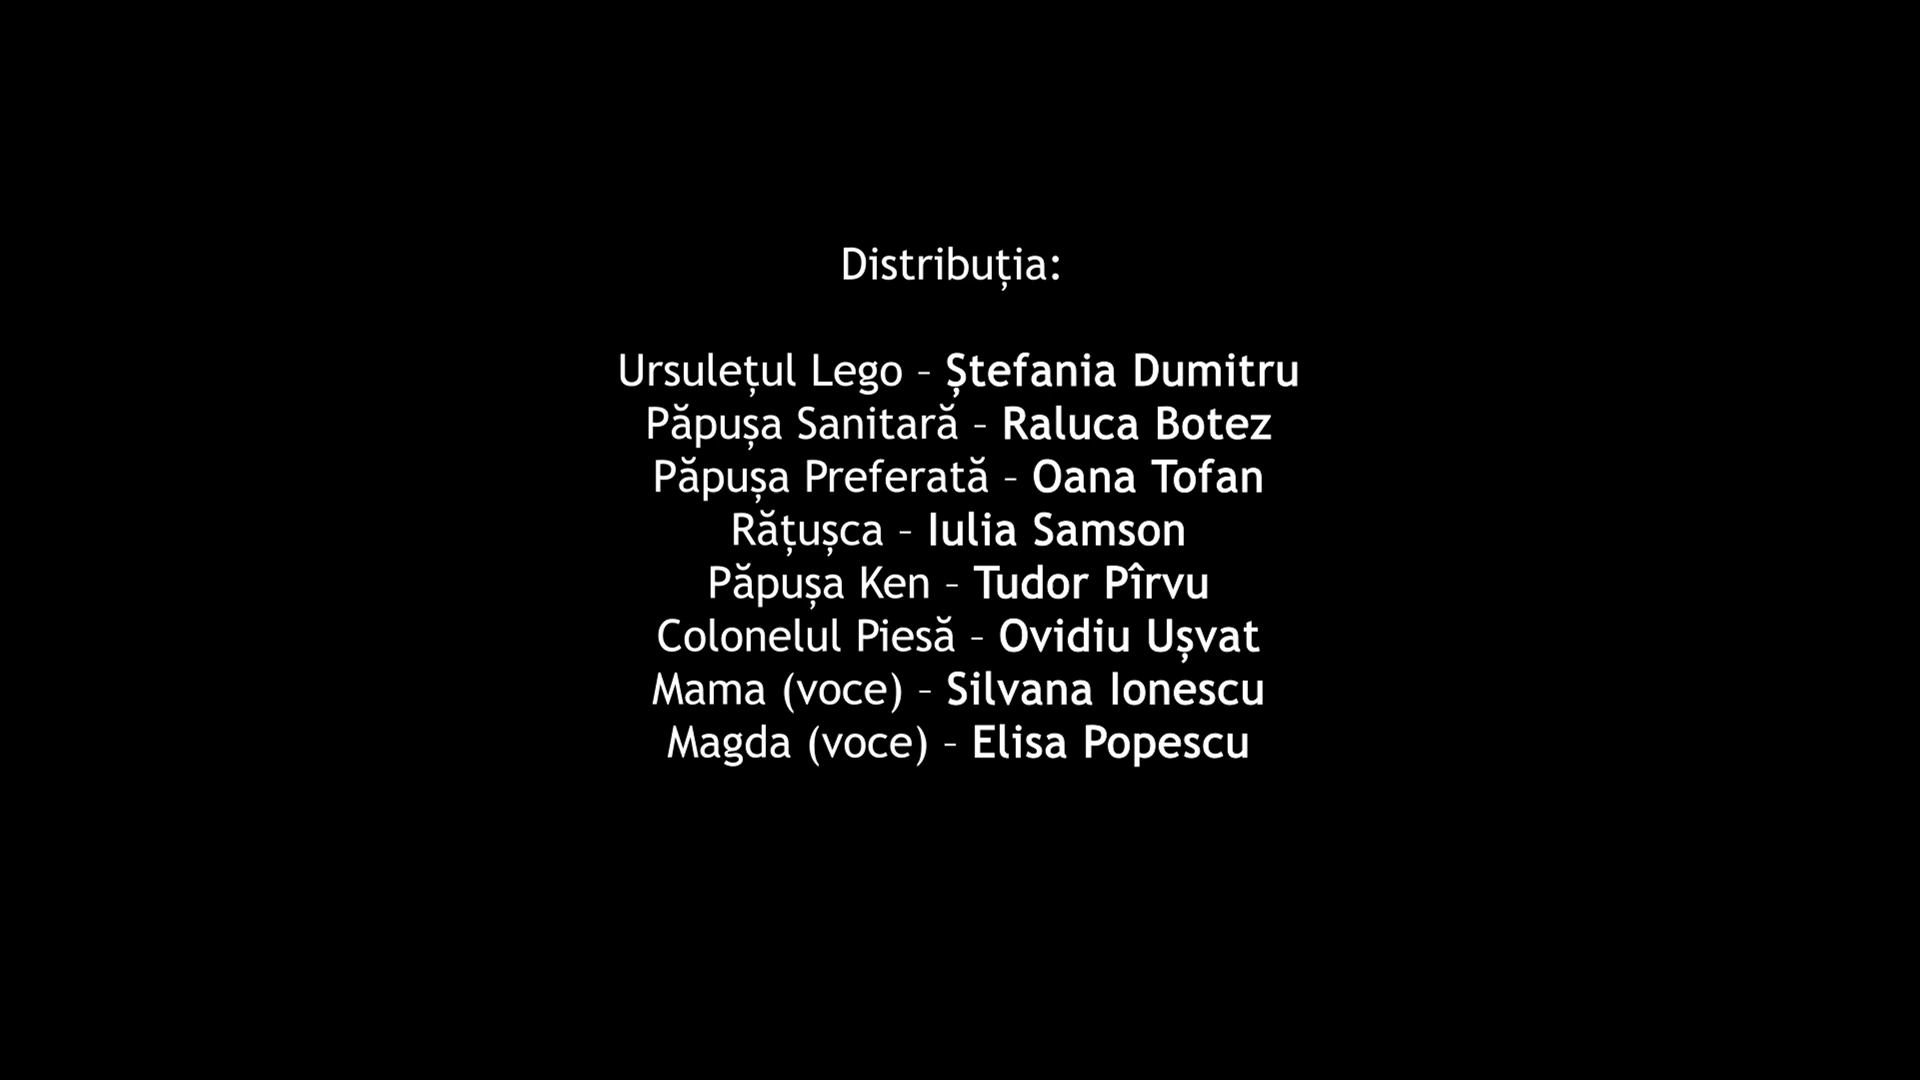 Distribuția:
Ursulețul Lego – Ștefania Dumitru
Păpușa Sanitară – Raluca Botez
Păpușa Preferată – Oana Tofan
Rățușca – Iulia Samson
Păpușa Ken – Tudor Pîrvu
Colonelul Piesă – Ovidiu Ușvat
Mama (voce) – Silvana Ionescu
Magda (voce) – Elisa Popescu